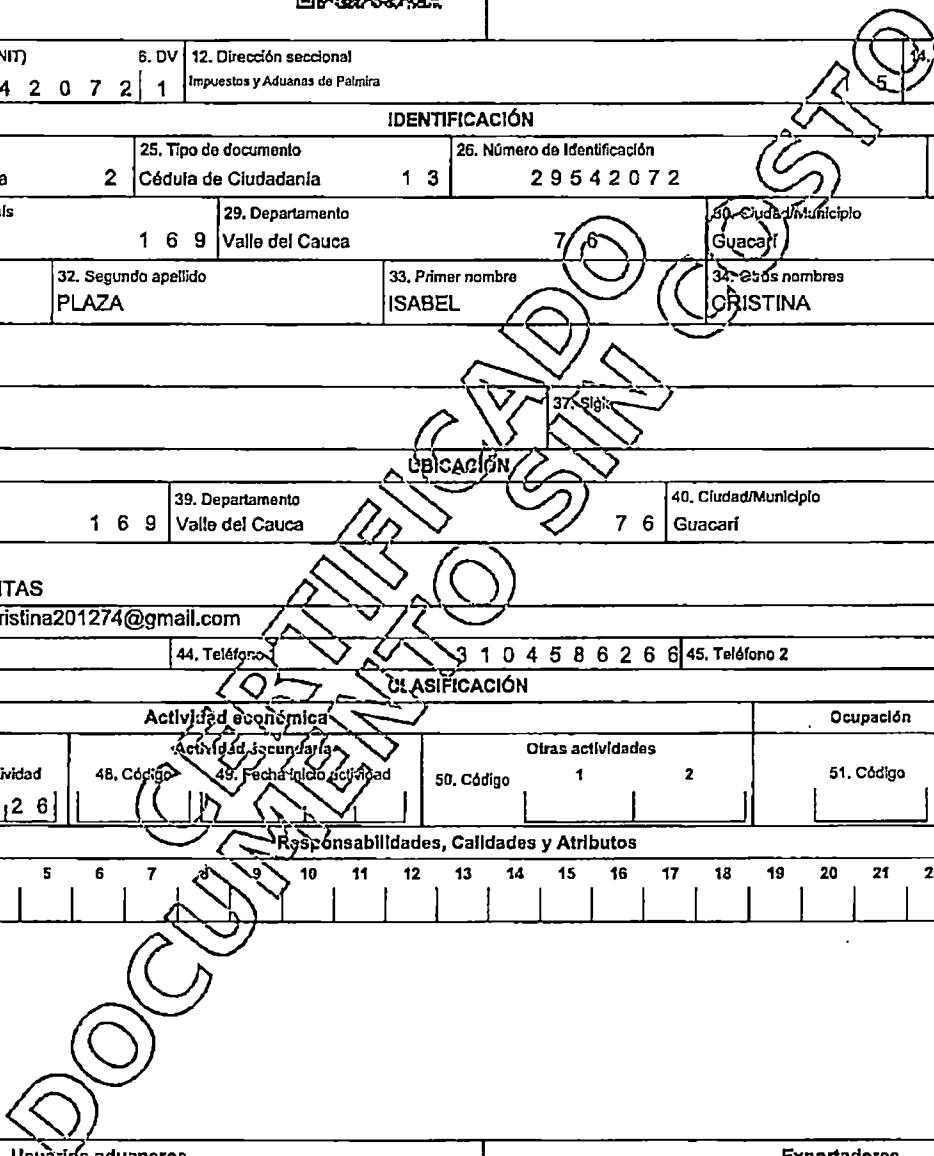 NIT) 6. DV 12. Dirección seccional 14.
4 2 0 7 2 1 Impuestos y Aduanas de Palmira 1 5
IDENTIFICACIÓN
25. Tipo de documento 26. Número de Identificación
a 2 Cédula de Ciudadanía 1 3 2 9 5 4 2 0 7 2
ís 29. Departamento 30. Ciudad/Municipio
1 6 9 Valle del Cauca 7 6 Guacarí
32. Segundo apellido 33. Primer nombre 34. Otros nombres
PLAZA ISABEL CRISTINA
37. Sigla
UBICACIÓN
39. Departamento 40. Ciudad/Municipio
1 6 9 Valle del Cauca 7 6 Guacarí
ITAS
ristina201274@gmail.com
44. Teléfono 1 3 1 0 4 5 8 6 2 6 6 45. Teléfono 2
CLASIFICACIÓN
Actividad económica Ocupación
Actividad secundaria Otras actividades
ividad 48. Código 49. Fecha inicio actividad 50. Código 1 2 51. Código
2 6
Responsabilidades, Calidades y Atributos
5 6 7 8 9 10 11 12 13 14 15 16 17 18 19 20 21 2
Usuarios aduaneros Exportadores
CERTIFICADO
DOCUMENTO SIN COSTO